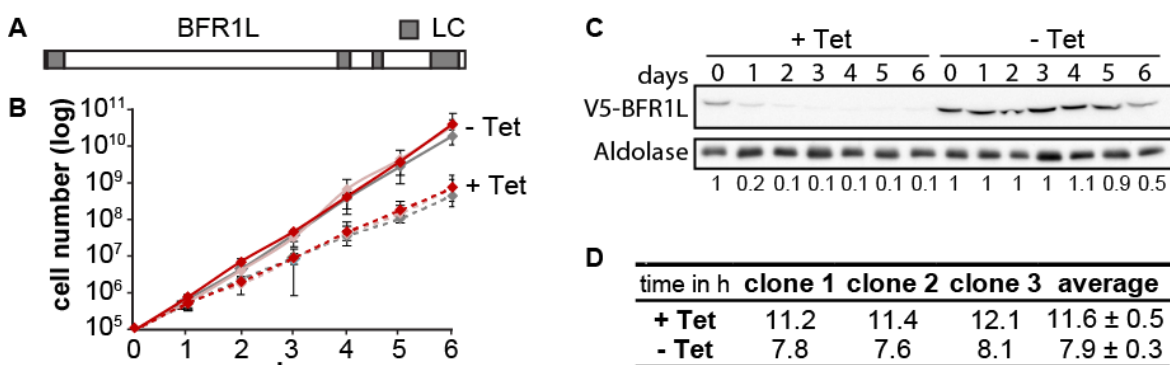 A
BFR1L
LC
B
cell number (log)
10¹¹
10¹⁰
10⁹
10⁸
10⁷
10⁶
10⁵
0 1 2 3 4 5 6
- Tet
+ Tet
C
+ Tet - Tet
days 0 1 2 3 4 5 6 0 1 2 3 4 5 6
V5-BFR1L
Aldolase
1 0.2 0.1 0.1 0.1 0.1 0.1 1 1 1 1 1.1 0.9 0.5
D
time in h clone 1 clone 2 clone 3 average
+ Tet 11.2 11.4 12.1 11.6 ± 0.5
- Tet 7.8 7.6 8.1 7.9 ± 0.3